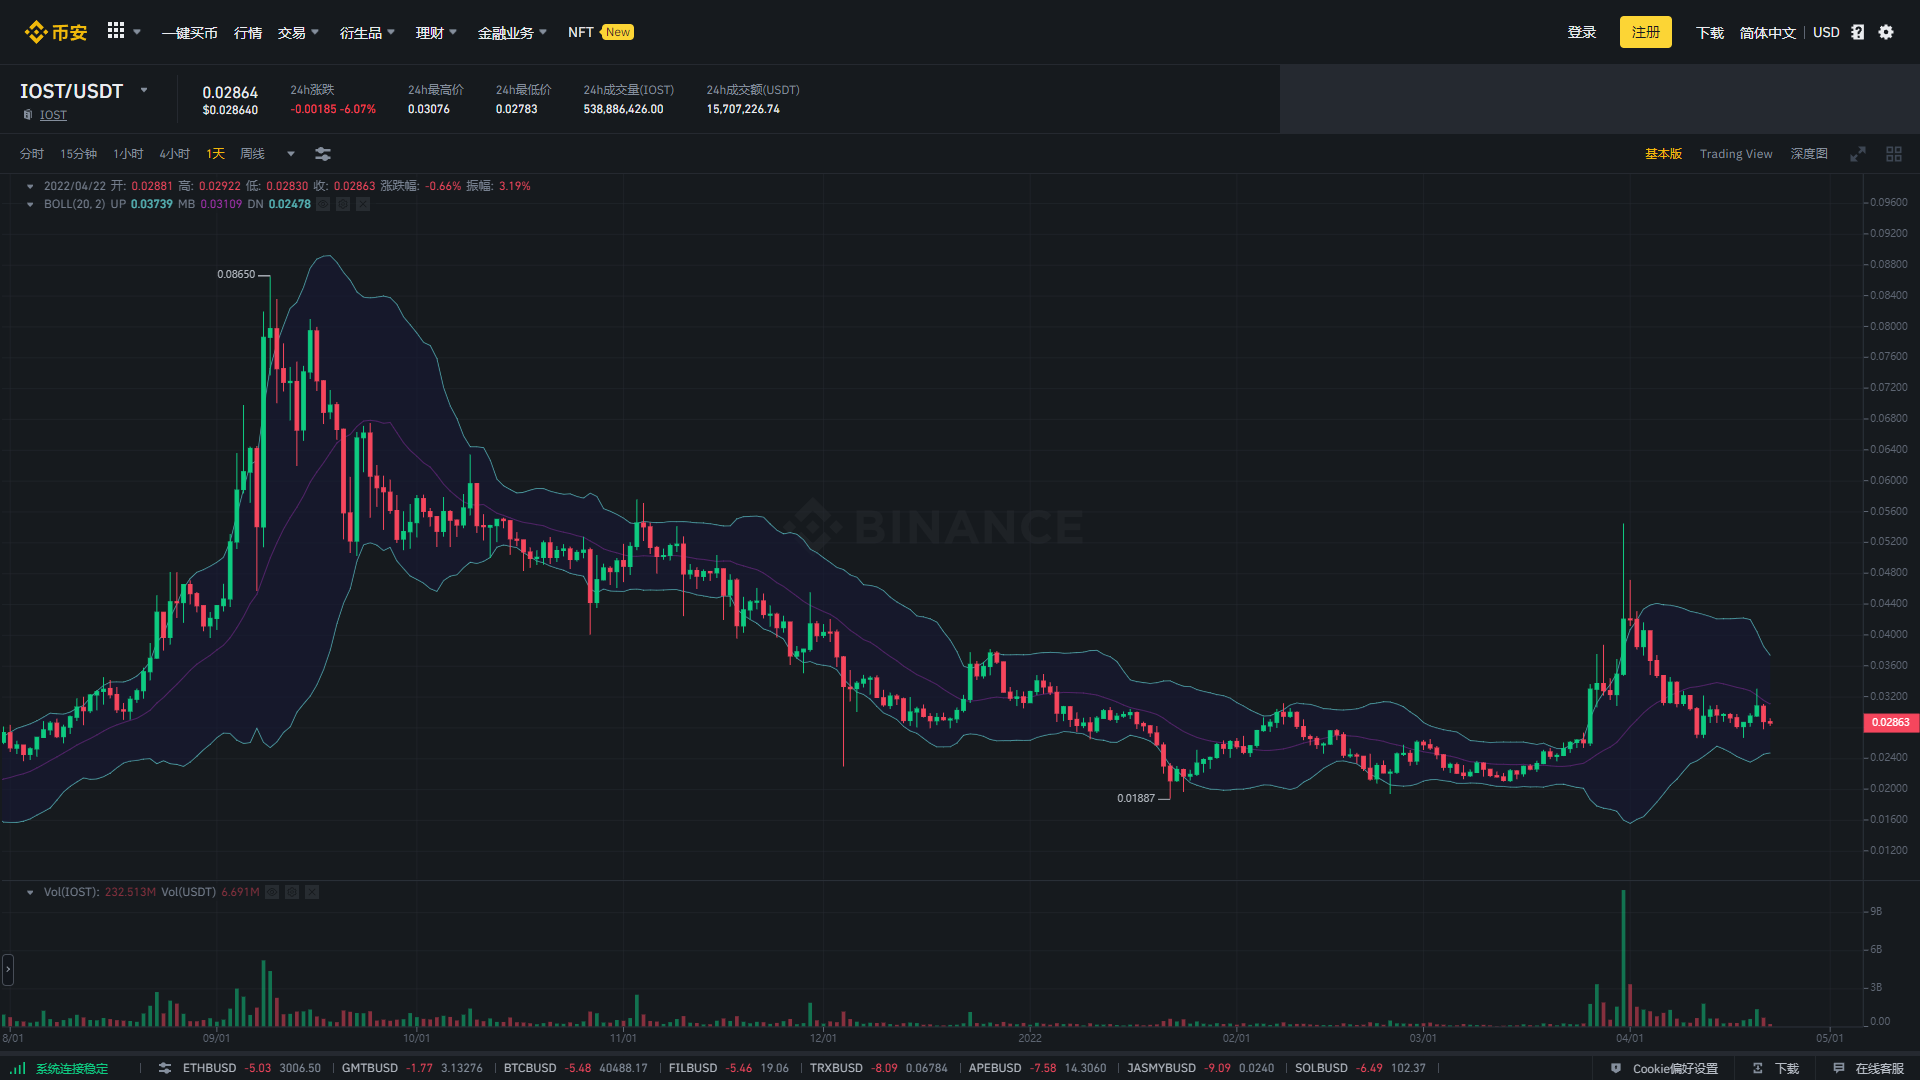 币安 一键买币 行情 交易 衍生品 理财 金融业务 NFT New 登录 注册 下载 简体中文 USD
IOST/USDT
IOST
0.02864
$0.028640
24h涨跌
-0.00185 -6.07%
24h最高价
0.03076
24h最低价
0.02783
24h成交量(IOST)
538,886,426.00
24h成交额(USDT)
15,707,226.74
分时 15分钟 1小时 4小时 1天 周线 基本版 Trading View 深度图
2022/04/22 开: 0.02881 高: 0.02922 低: 0.02830 收: 0.02863 涨跌幅: -0.66% 振幅: 3.19%
BOLL(20, 2) UP 0.03739 MB 0.03109 DN 0.02478
0.09600
0.09200
0.08800
0.08650
0.08400
0.08000
0.07600
0.07200
0.06800
0.06400
0.06000
0.05600
BINANCE
0.05200
0.04800
0.04400
0.04000
0.03600
0.03200
0.02863
0.02400
0.02000
0.01887
0.01600
0.01200
Vol(IOST): 232.513M Vol(USDT) 6.691M
9B
6B
3B
0.00
8/01 09/01 10/01 11/01 12/01 2022 02/01 03/01 04/01 05/01
系统连接稳定 ETHBUSD -5.03 3006.50 GMTBUSD -1.77 3.13276 BTCBUSD -5.48 40488.17 FILBUSD -5.46 19.06 TRXBUSD -8.09 0.06784 APEBUSD -7.58 14.3060 JASMYBUSD -9.09 0.0240 SOLBUSD -6.49 102.37 Cookie偏好设置 下载 在线客服